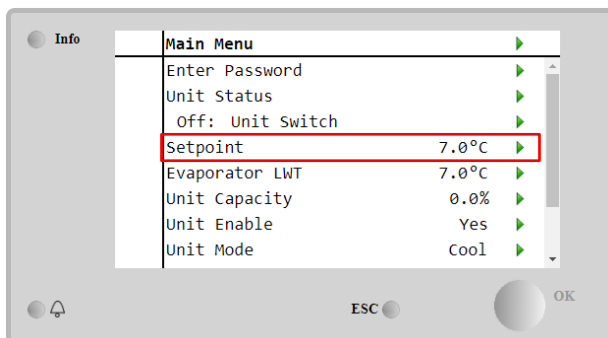 Info
Main Menu
Enter Password
Unit Status
Off: Unit Switch
Setpoint 7.0°C
Evaporator LWT 7.0°C
Unit Capacity 0.0%
Unit Enable Yes
Unit Mode Cool
ESC
OK